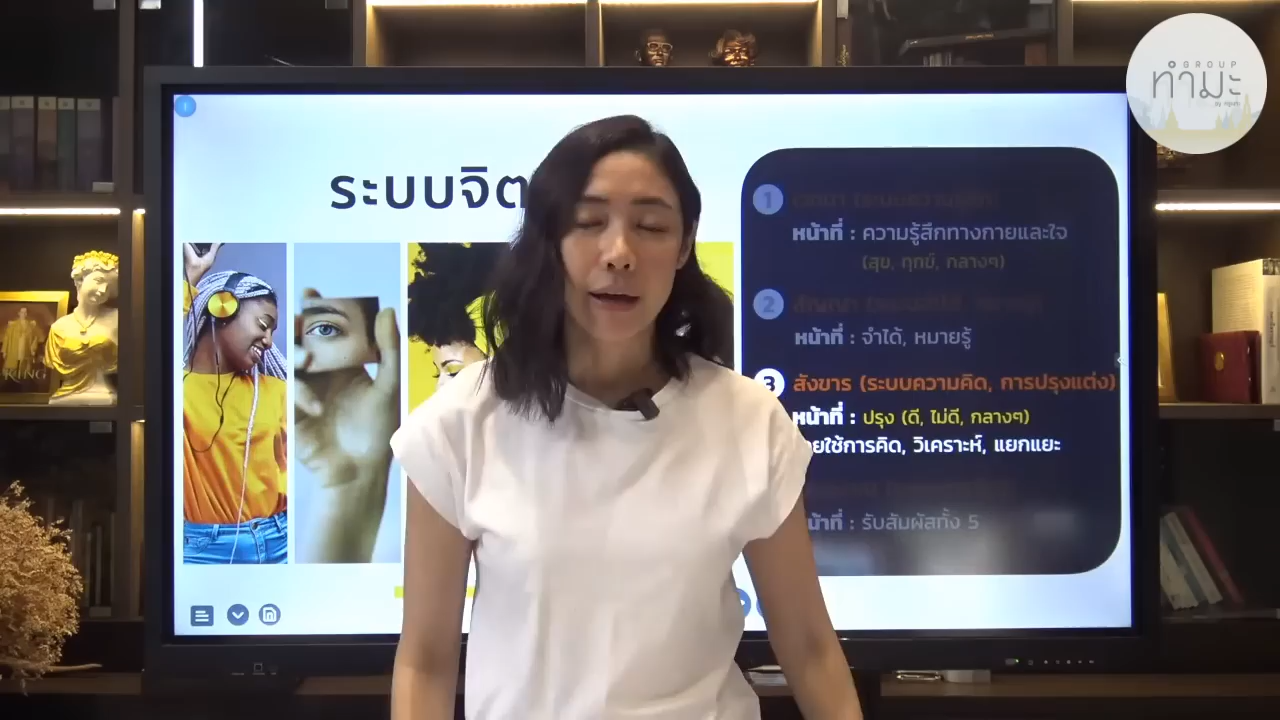 GROUP
ทำมะ
ระบบจิต
1
หน้าที่ : ความรู้สึกทางกายและใจ
(สุข, ทุกข์, กลางๆ)
2
หน้าที่ : จำได้, หมายรู้
3 สังขาร (ระบบความคิด, การปรุงแต่ง)
หน้าที่ : ปรุง (ดี, ไม่ดี, กลางๆ)
ใช้การคิด, วิเคราะห์, แยกแยะ
หน้าที่ : รับสัมผัสทั้ง 5
KING